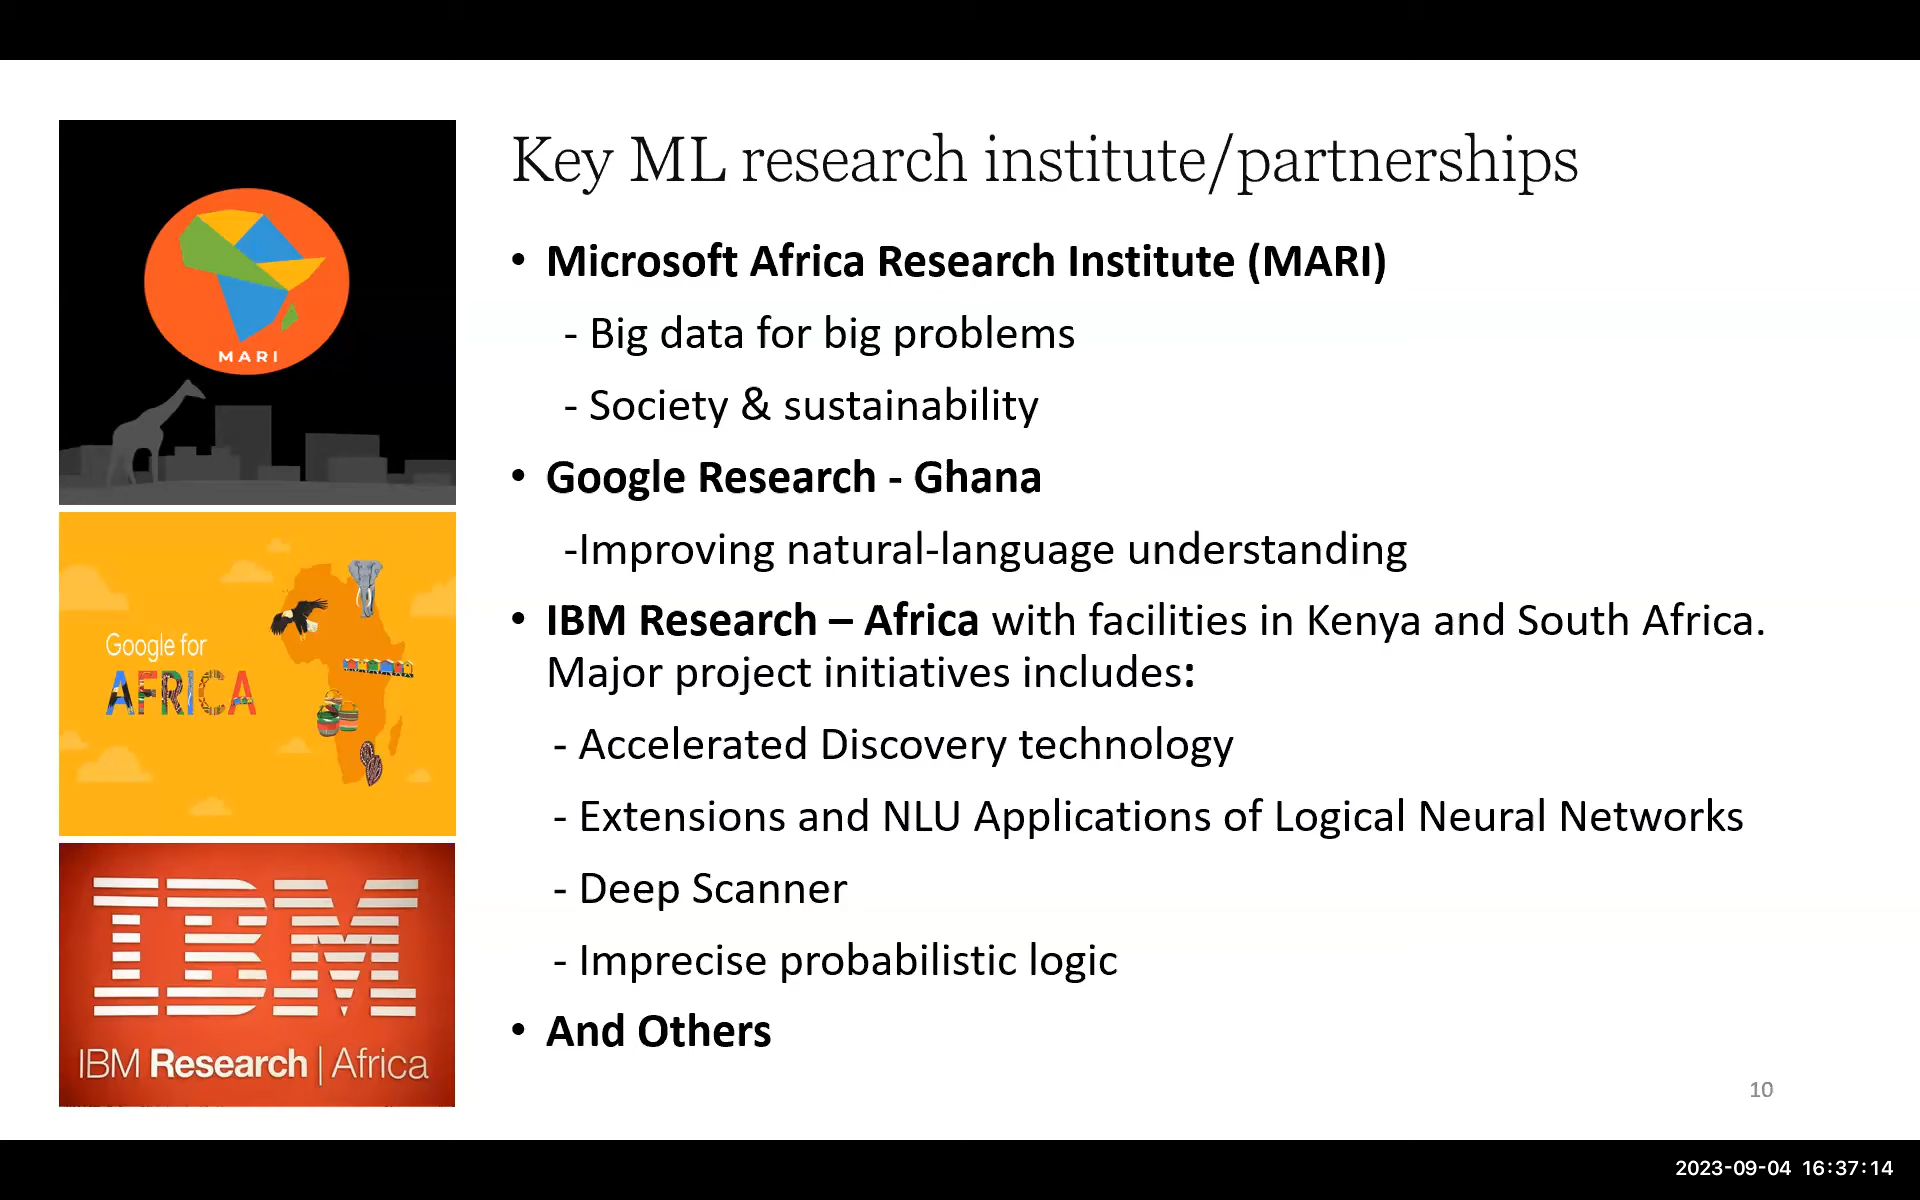 Key ML research institute/partnerships
• Microsoft Africa Research Institute (MARI)
- Big data for big problems
- Society & sustainability
• Google Research - Ghana
-Improving natural-language understanding
• IBM Research – Africa with facilities in Kenya and South Africa.
Major project initiatives includes:
- Accelerated Discovery technology
- Extensions and NLU Applications of Logical Neural Networks
- Deep Scanner
- Imprecise probabilistic logic
• And Others
MARI
Google for
AFRICA
IBM
IBM Research | Africa
10
2023-09-04 16:37:14